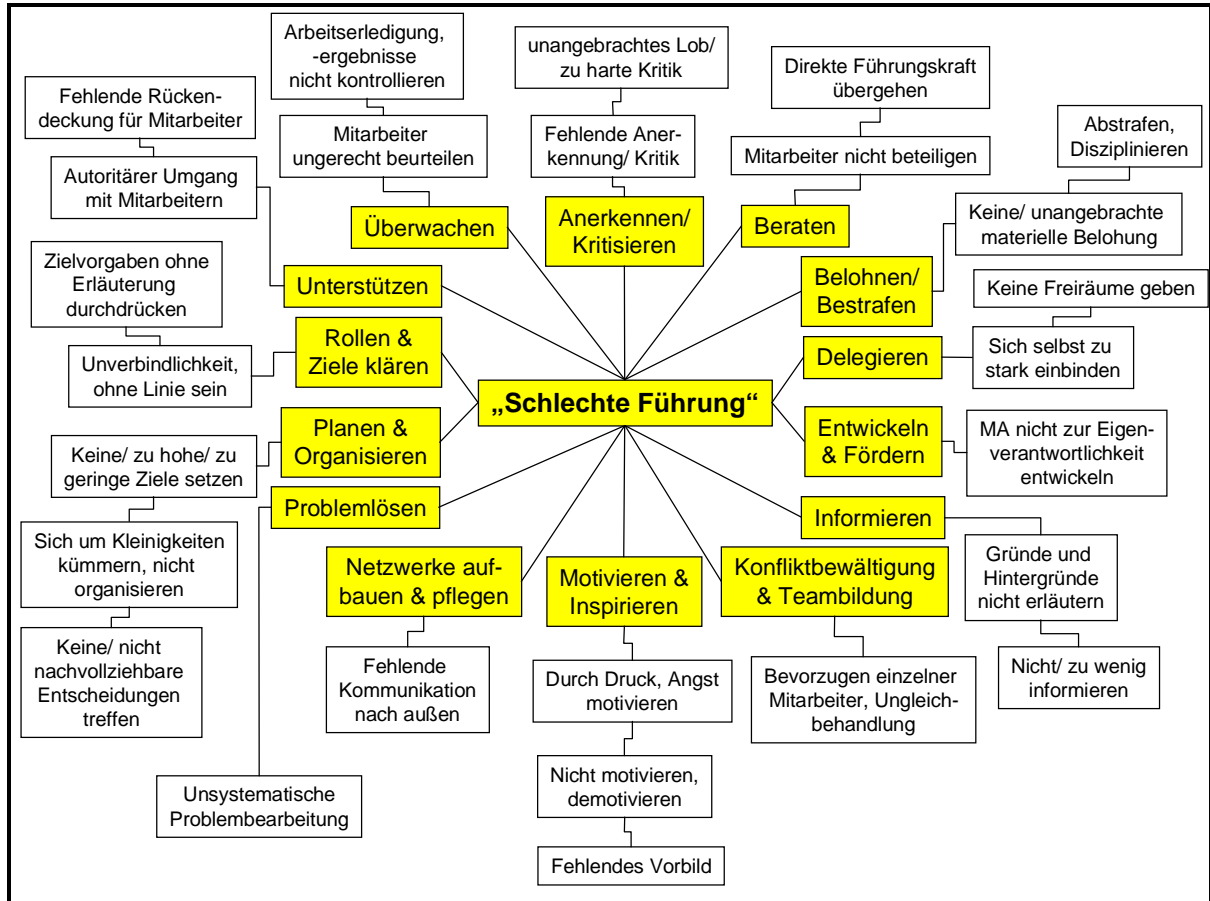 Arbeitserledigung,
-ergebnisse
nicht kontrollieren
unangebrachtes Lob/
zu harte Kritik
Direkte Führungskraft
übergehen
Fehlende Rücken-
deckung für Mitarbeiter
Mitarbeiter
ungerecht beurteilen
Fehlende Aner-
kennung/ Kritik
Mitarbeiter nicht beteiligen
Abstrafen,
Disziplinieren
Autoritärer Umgang
mit Mitarbeitern
Überwachen
Anerkennen/
Kritisieren
Beraten
Keine/ unangebrachte
materielle Belohung
Zielvorgaben ohne
Erläuterung
durchdrücken
Unterstützen
Belohnen/
Bestrafen
Keine Freiräume geben
Unverbindlichkeit,
ohne Linie sein
Rollen &
Ziele klären
Delegieren
Sich selbst zu
stark einbinden
„Schlechte Führung“
Keine/ zu hohe/ zu
geringe Ziele setzen
Planen &
Organisieren
Entwickeln
& Fördern
MA nicht zur Eigen-
verantwortlichkeit
entwickeln
Problemlösen
Informieren
Sich um Kleinigkeiten
kümmern, nicht
organisieren
Netzwerke auf-
bauen & pflegen
Motivieren &
Inspirieren
Konfliktbewältigung
& Teambildung
Gründe und
Hintergründe
nicht erläutern
Keine/ nicht
nachvollziehbare
Entscheidungen
treffen
Fehlende
Kommunikation
nach außen
Durch Druck, Angst
motivieren
Bevorzugen einzelner
Mitarbeiter, Ungleich-
behandlung
Nicht/ zu wenig
informieren
Unsystematische
Problembearbeitung
Nicht motivieren,
demotivieren
Fehlendes Vorbild